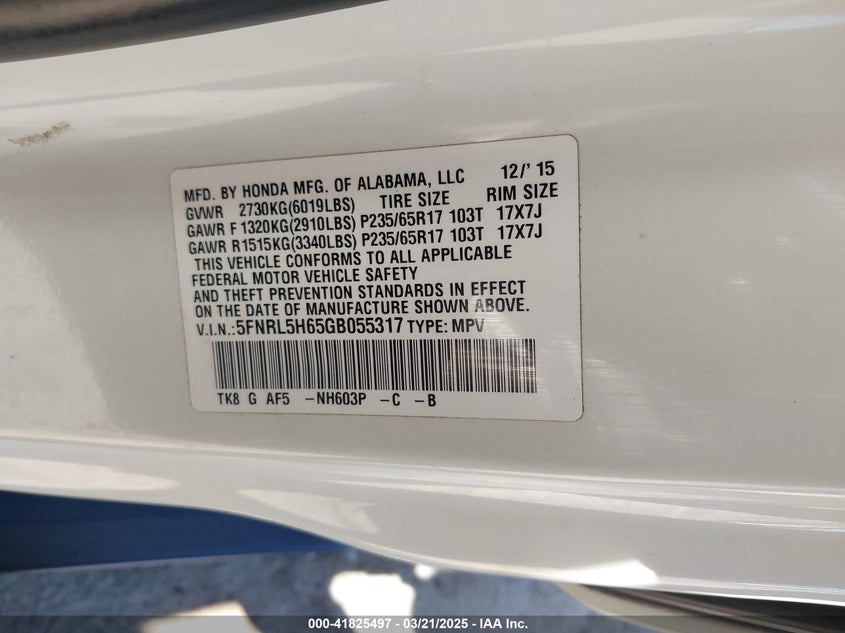 MFD. BY HONDA MFG. OF ALABAMA, LLC 12/' 15
GVWR 2730KG(6019LBS) TIRE SIZE RIM SIZE
GAWR F1320KG(2910LBS) P235/65R17 103T 17X7J
GAWR R1515KG(3340LBS) P235/65R17 103T 17X7J
THIS VEHICLE CONFORMS TO ALL APPLICABLE
FEDERAL MOTOR VEHICLE SAFETY
AND THEFT PREVENTION STANDARDS IN EFFECT
ON THE DATE OF MANUFACTURE SHOWN ABOVE.
V.I.N.:5FNRL5H65GB055317 TYPE: MPV
TK8 G AF5 -NH603P -C -B
000-41825497 - 03/21/2025 - IAA Inc.